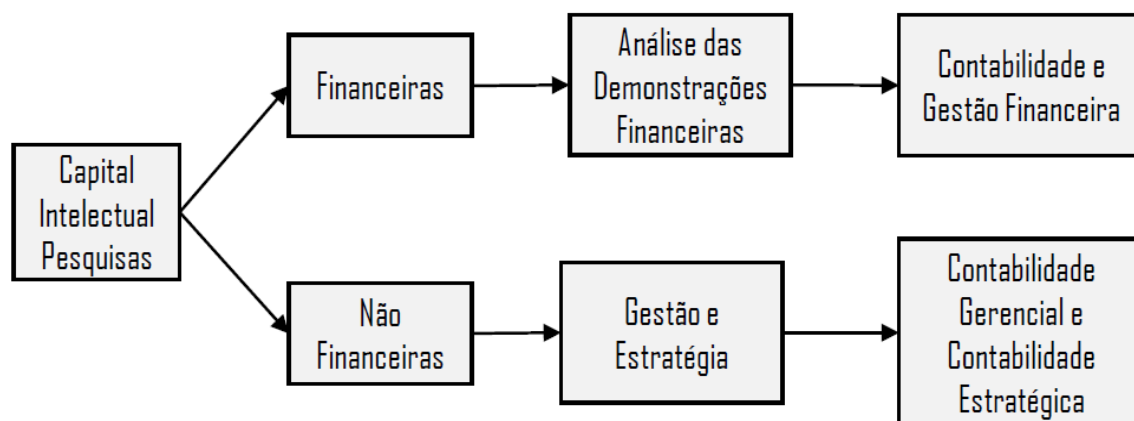 Capital
Intelectual
Pesquisas
Financeiras
Análise das
Demonstrações
Financeiras
Contabilidade e
Gestão Financeira
Não
Financeiras
Gestão e
Estratégia
Contabilidade
Gerencial e
Contabilidade
Estratégica